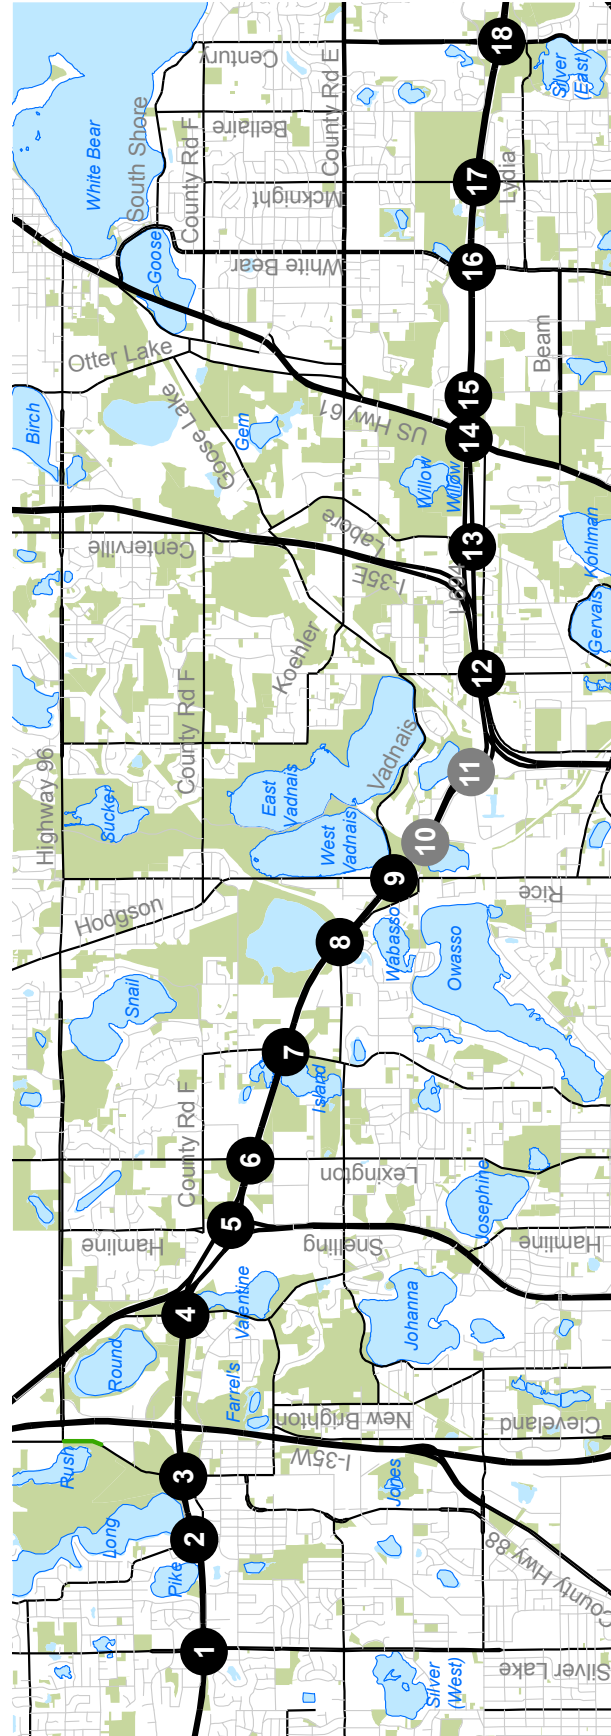 Century
Silver
(East)
18
White Bear
South Shore
County Rd F
Bellaire
County Rd E
Mcknight
Lydia
17
Goose
White Bear
16
Otter Lake
Beam
15
Birch
Goose Lake
Gem
US Hwy 61
14
Willow
Willow
Centerville
Labore
I-35E
I-694
13
Kohlman
Gervais
Koehler
12
County Rd F
Highway 96
Sucker
East
Vadnais
Vadnais
West
Vadnais
11
10
9
Rice
Hodgson
8
Wabasso
Owasso
Snail
7
Island
County Rd F
6
Lexington
Josephine
5
Hamline
Snelling
Hamline
4
Valentine
Johanna
Round
Farrel's
New Brighton
Cleveland
Rush
3
I-35W
Jones
Long
2
Pike
County Hwy 88
1
Silver
(West)
Silver Lake